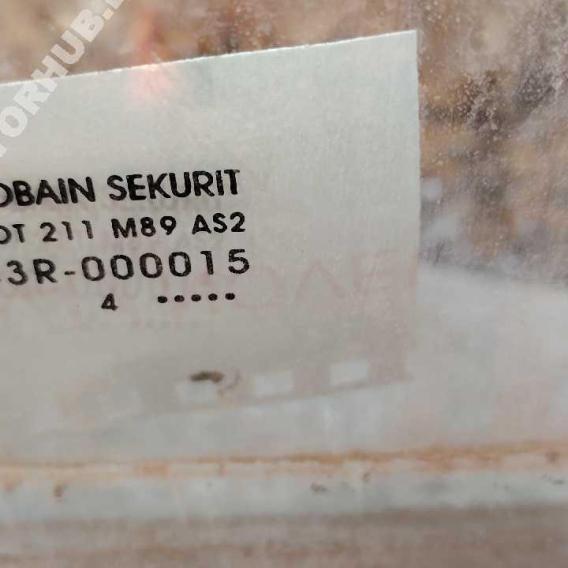 TORHUB.
OBAIN SEKURIT
OT 211 M89 AS2
3R-000015
4 •••••